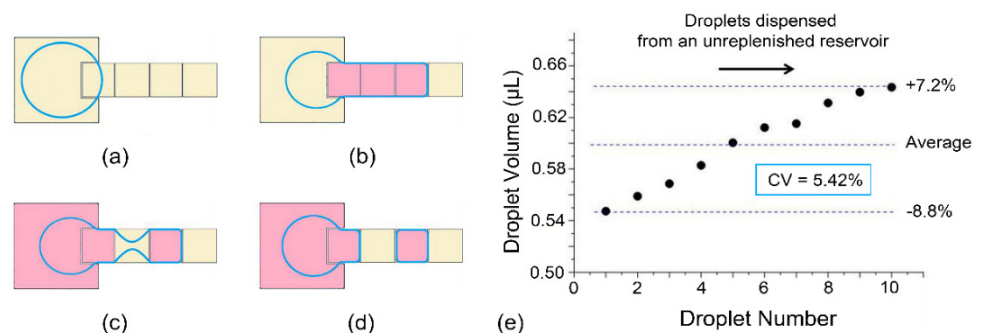 (a)
(b)
(c)
(d)
(e)
Droplets dispensed
from an unreplenished reservoir
Droplet Volume (µL)
0.66
0.62
0.58
0.54
0.50
+7.2%
Average
CV = 5.42%
-8.8%
0
2
4
6
8
10
Droplet Number